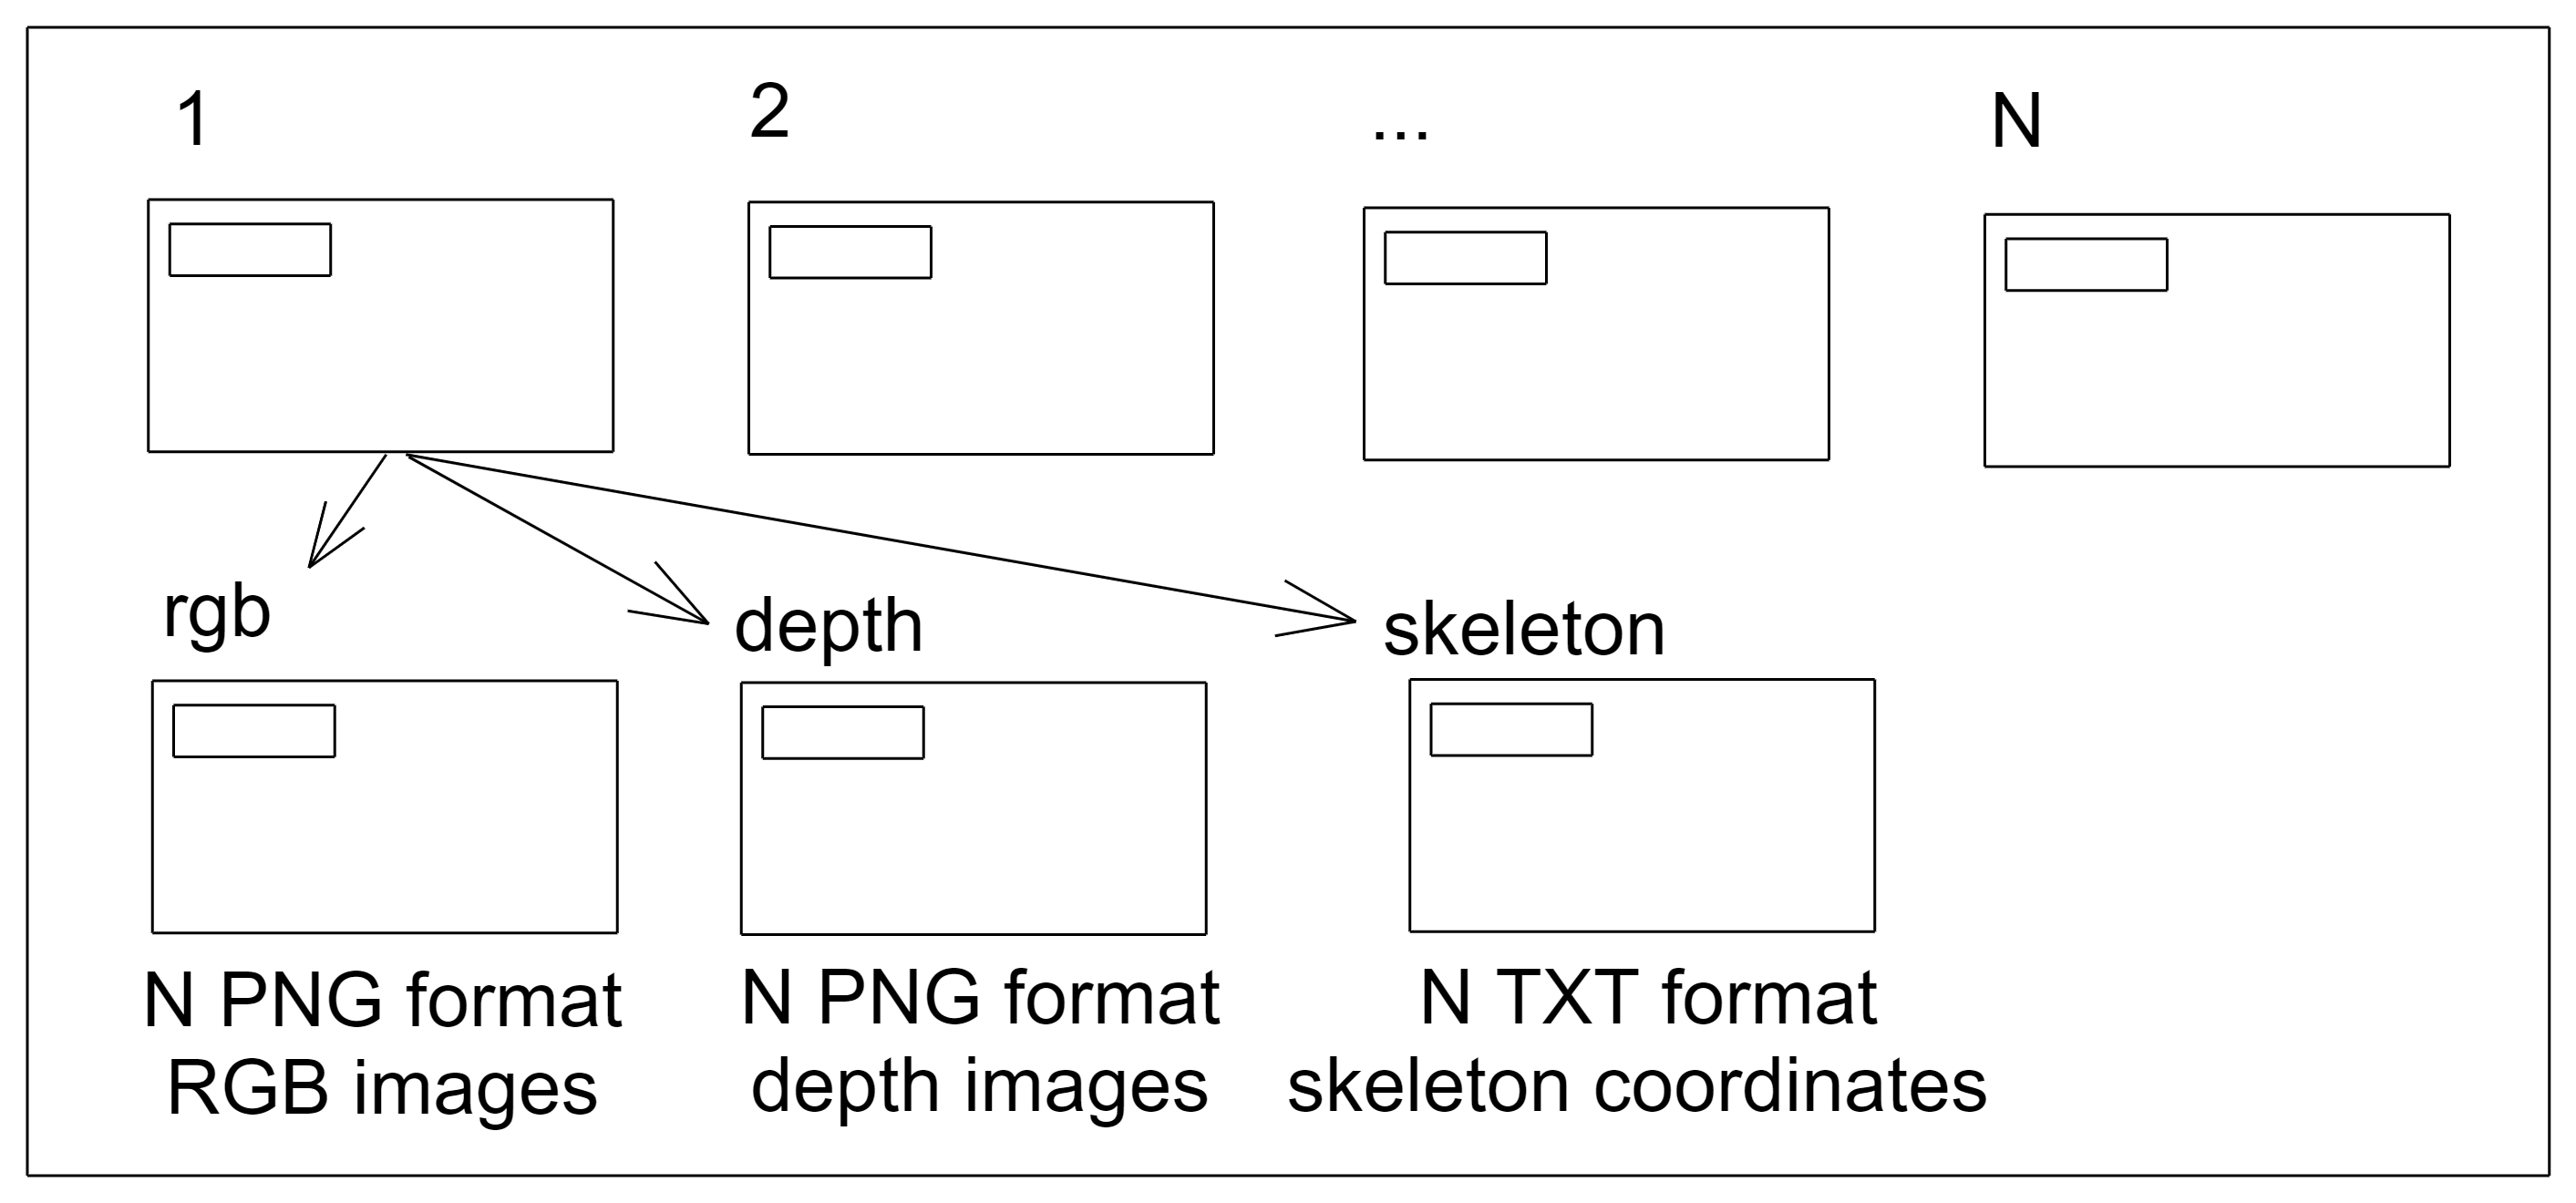 1
2
...
N
rgb
depth
skeleton
N PNG format
RGB images
N PNG format
depth images
N TXT format
skeleton coordinates